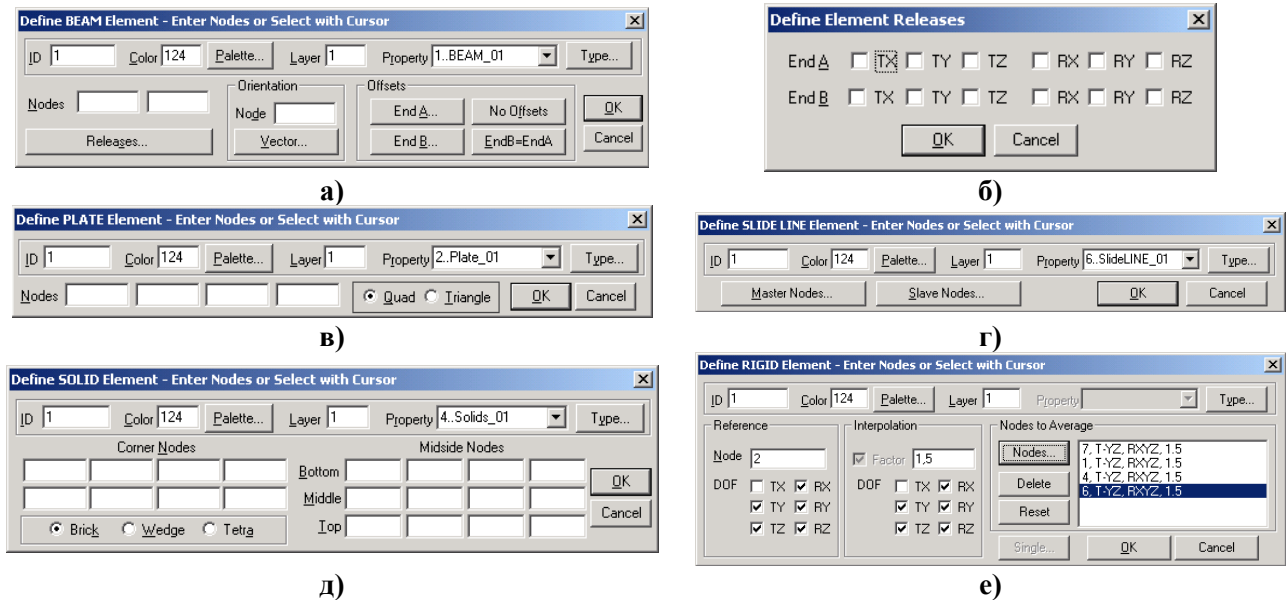 Define BEAM Element - Enter Nodes or Select with Cursor
ID 1 Color 124 Palette... Layer 1 Property 1..BEAM_01 Type...
Orientation Offsets
Nodes Node End A... No Offsets OK
Releases... Vector... End B... EndB=EndA Cancel
а)
Define Element Releases
End A TX TY TZ RX RY RZ
End B TX TY TZ RX RY RZ
OK Cancel
б)
Define PLATE Element - Enter Nodes or Select with Cursor
ID 1 Color 124 Palette... Layer 1 Property 2..Plate_01 Type...
Nodes Quad Triangle OK Cancel
в)
Define SLIDE LINE Element - Enter Nodes or Select with Cursor
ID 1 Color 124 Palette... Layer 1 Property 6..SlideLINE_01 Type...
Master Nodes... Slave Nodes... OK Cancel
г)
Define SOLID Element - Enter Nodes or Select with Cursor
ID 1 Color 124 Palette... Layer 1 Property 4..Solids_01 Type...
Corner Nodes Midside Nodes
Bottom OK
Middle
Cancel
Brick Wedge Tetra Top
д)
Define RIGID Element - Enter Nodes or Select with Cursor
ID 1 Color 124 Palette... Layer 1 Property Type...
Reference Interpolation Nodes to Average
Node 2 Factor 1,5 Nodes... 7, T-YZ, RXYZ, 1.5
1, T-YZ, RXYZ, 1.5
DOF TX RX DOF TX RX Delete 4, T-YZ, RXYZ, 1.5
6, T-YZ, RXYZ, 1.5
TY RY TY RY Reset
TZ RZ TZ RZ
Single... OK Cancel
е)